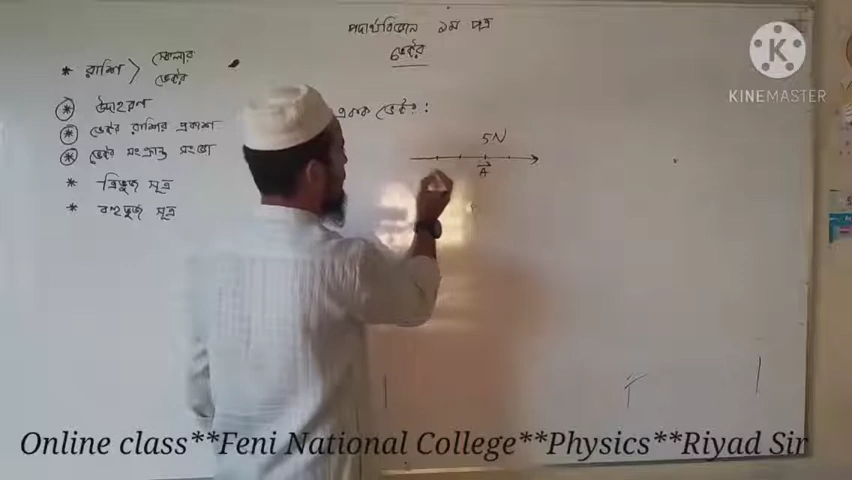 পদার্থবিজ্ঞান ১ম পত্র
ভেক্টর
* রাশি > স্কেলার
ভেক্টর
* উদাহরণ
* ভেক্টর রাশির প্রকাশ
* ভেক্টর সংক্রান্ত সংজ্ঞা
* ত্রিভুজ সূত্র
* বহুভুজ সূত্র
একক ভেক্টর :
5N
A
KINEMASTER
Online class**Feni National College**Physics**Riyad Sir